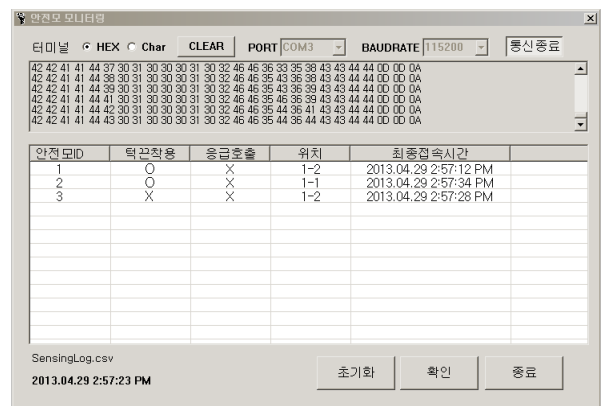 안전모 모니터링
터미널 HEX Char CLEAR PORT COM3 BAUDRATE 115200 통신종료
42 42 41 41 44 37 30 31 30 30 30 31 30 32 46 46 36 33 35 38 43 43 44 44 0D 0D 0A
42 42 41 41 44 38 30 31 30 30 30 31 30 32 46 46 35 43 36 39 43 43 44 44 0D 0D 0A
42 42 41 41 44 39 30 31 30 30 30 31 30 32 46 46 35 44 36 39 43 43 44 44 0D 0D 0A
42 42 41 41 44 41 30 31 30 30 30 31 30 32 46 46 35 46 36 39 43 43 44 44 0D 0D 0A
42 42 41 41 44 42 30 31 30 30 30 31 30 32 46 46 35 44 36 41 43 43 44 44 0D 0D 0A
42 42 41 41 44 43 30 31 30 30 30 31 30 32 46 46 35 44 36 39 43 43 44 44 0D 0D 0A
안전모ID 턱끈착용 응급호출 위치 최종접속시간
1 O X 1-2 2013.04.29 2:57:12 PM
2 O X 1-1 2013.04.29 2:57:34 PM
3 X X 1-2 2013.04.29 2:57:28 PM
SensingLog.csv
2013.04.29 2:57:23 PM
초기화 확인 종료